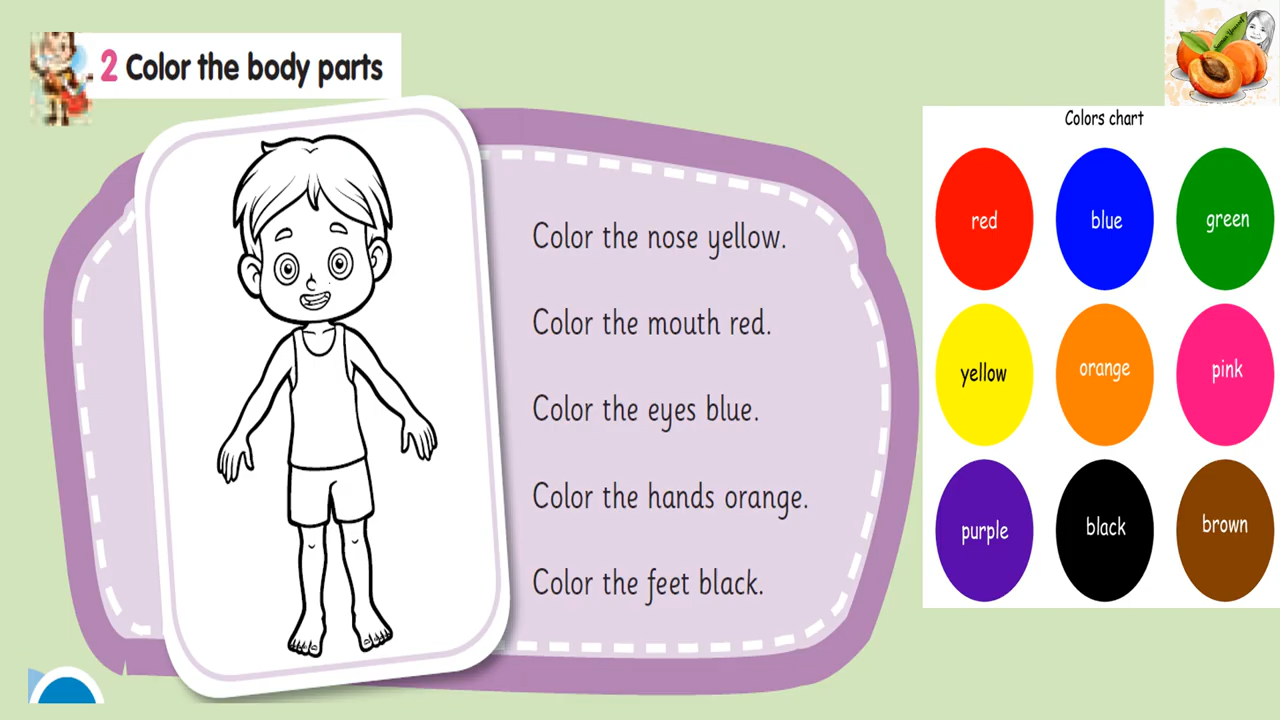 2 Color the body parts
Color the nose yellow.
Color the mouth red.
Color the eyes blue.
Color the hands orange.
Color the feet black.
Colors chart
red
blue
green
yellow
orange
pink
purple
black
brown